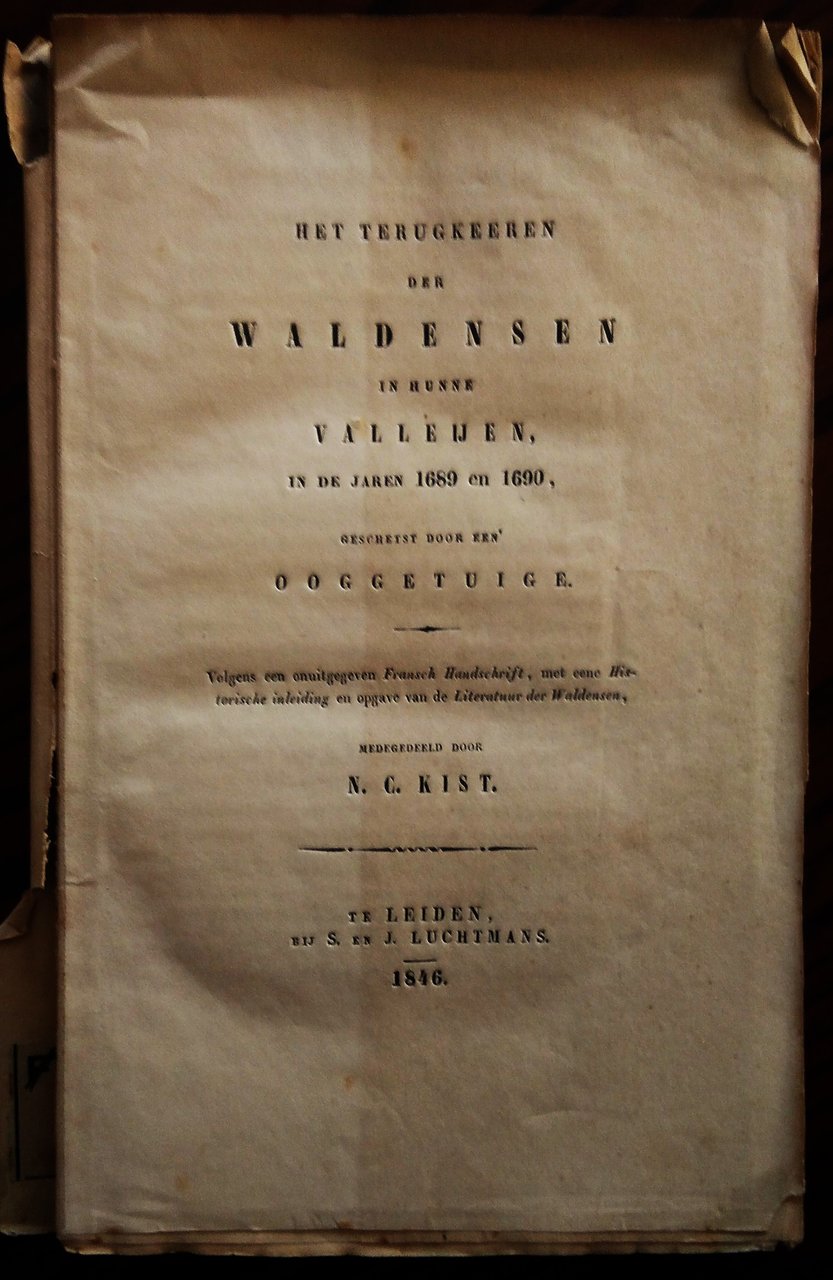 HET TERUGKEEREN
DER
WALDENSEN
IN HUNNE
VALLEIJEN,
IN DE JAREN 1689 en 1690,
GESCHETST DOOR EEN'
OOGGETUIGE.
Volgens een onuitgegeven Fransch Handschrift, met eene His-
torische inleiding en opgave van de Literatuur der Waldensen,
MEDEGEDEELD DOOR
N. C. KIST.
TE LEIDEN,
BIJ S. EN J. LUCHTMANS.
1846.